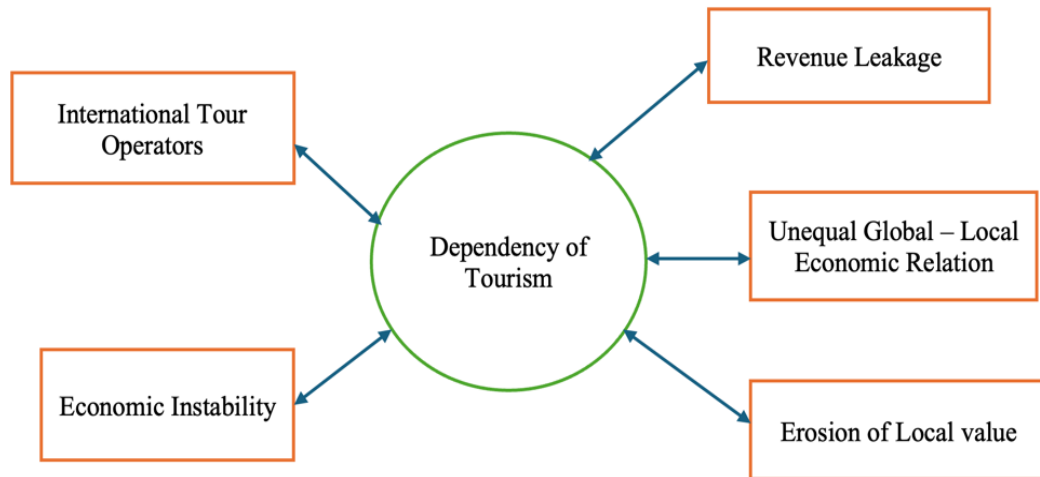 Revenue Leakage
International Tour
Operators
Dependency of
Tourism
Unequal Global – Local
Economic Relation
Economic Instability
Erosion of Local value